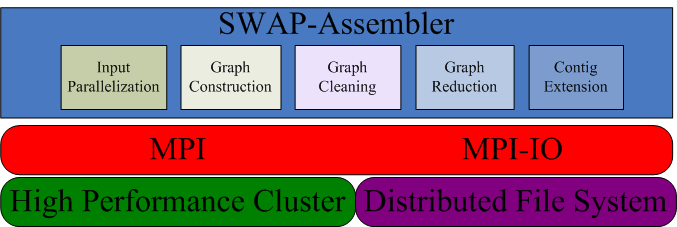 SWAP-Assembler
Input Parallelization
Graph Construction
Graph Cleaning
Graph Reduction
Contig Extension
MPI MPI-IO
High Performance Cluster Distributed File System